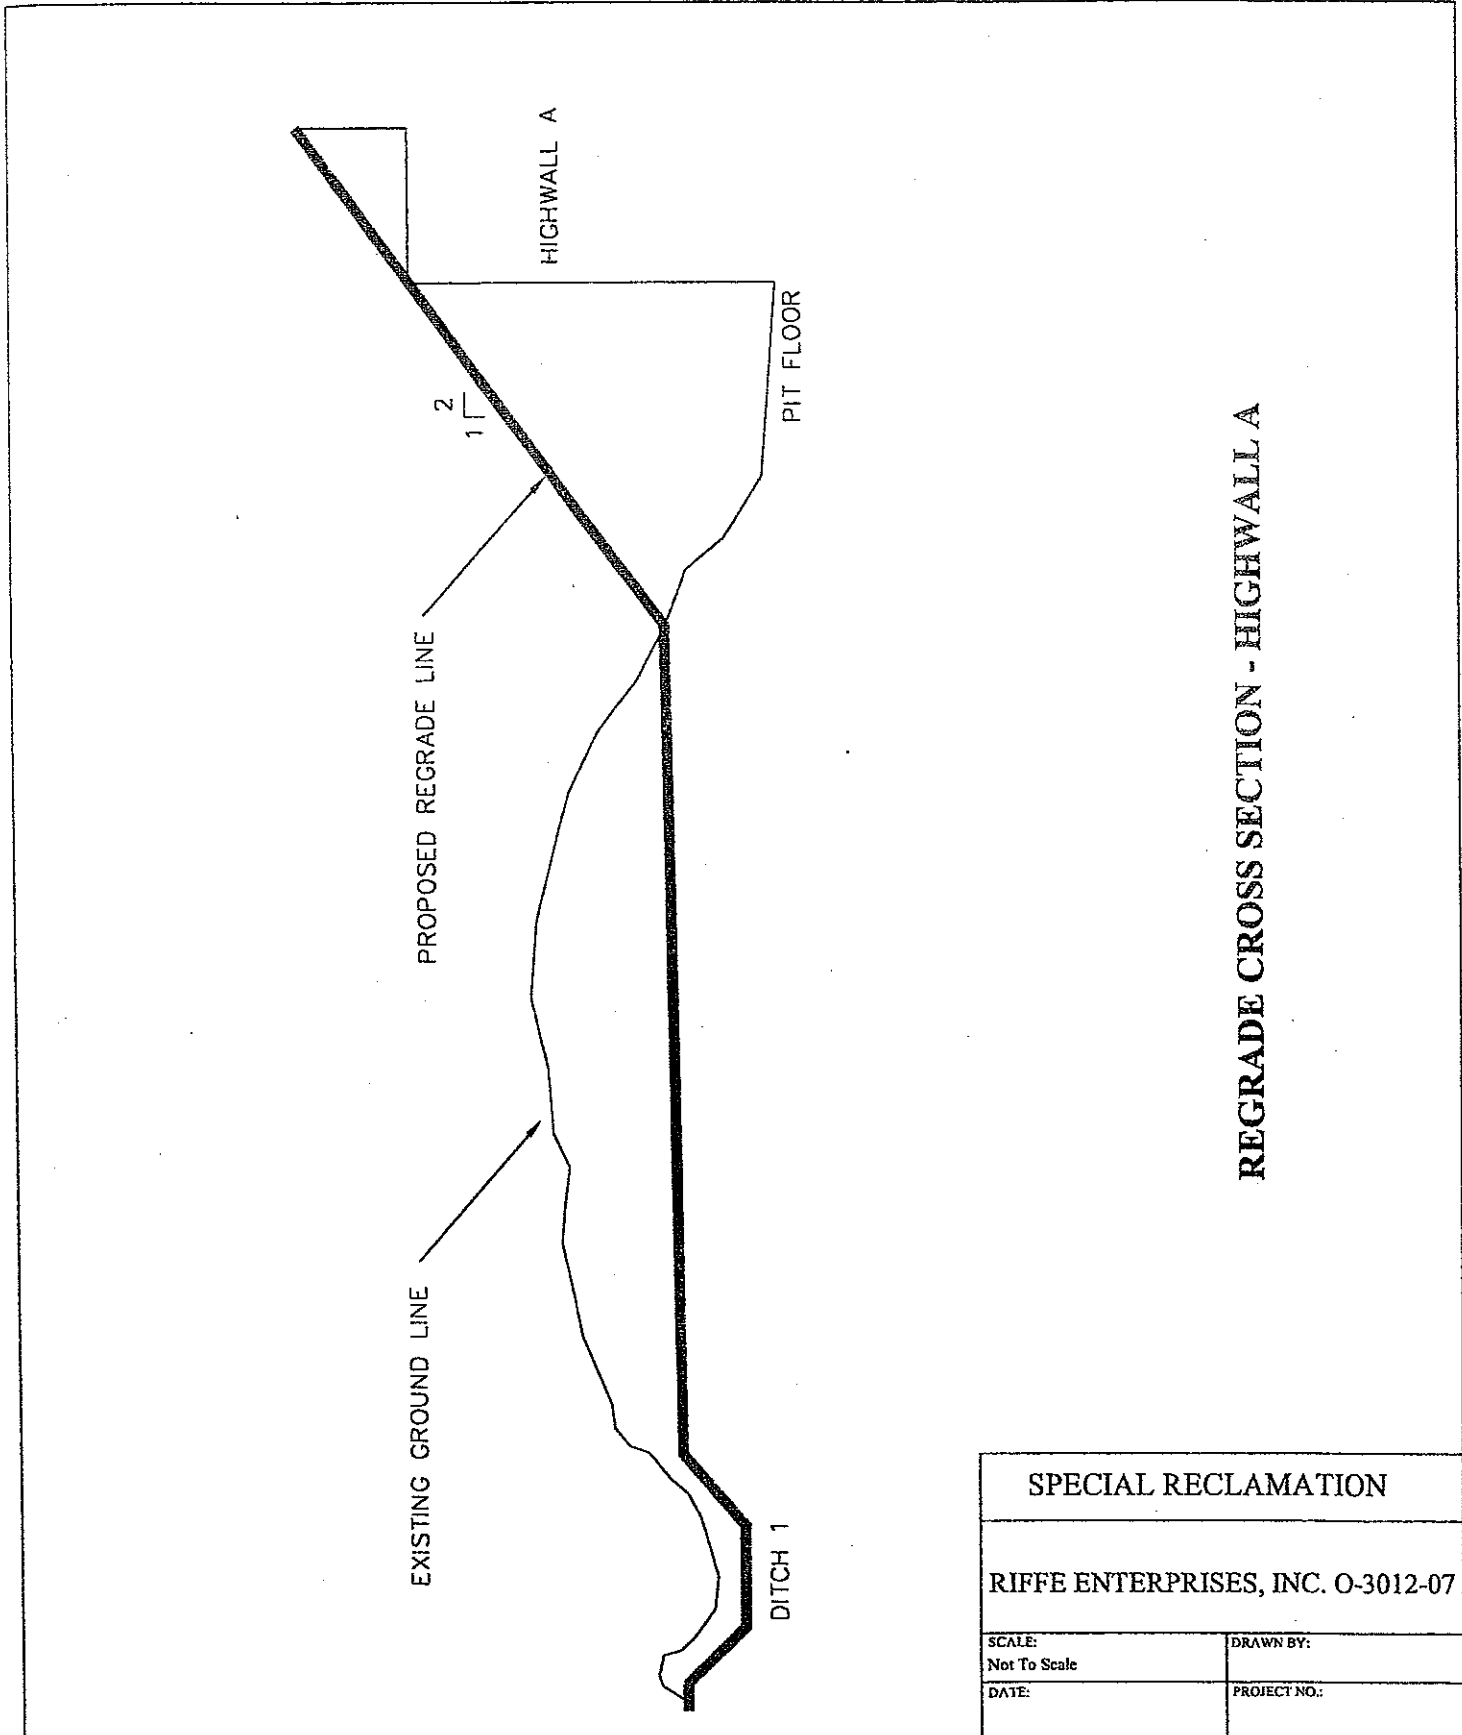 HIGHWALL A
2
1
PIT FLOOR
PROPOSED REGRADE LINE
EXISTING GROUND LINE
DITCH 1
REGRADE CROSS SECTION - HIGHWALL A
SPECIAL RECLAMATION
RIFFE ENTERPRISES, INC. O-3012-07
SCALE:
Not To Scale
DRAWN BY:
DATE:
PROJECT NO.: